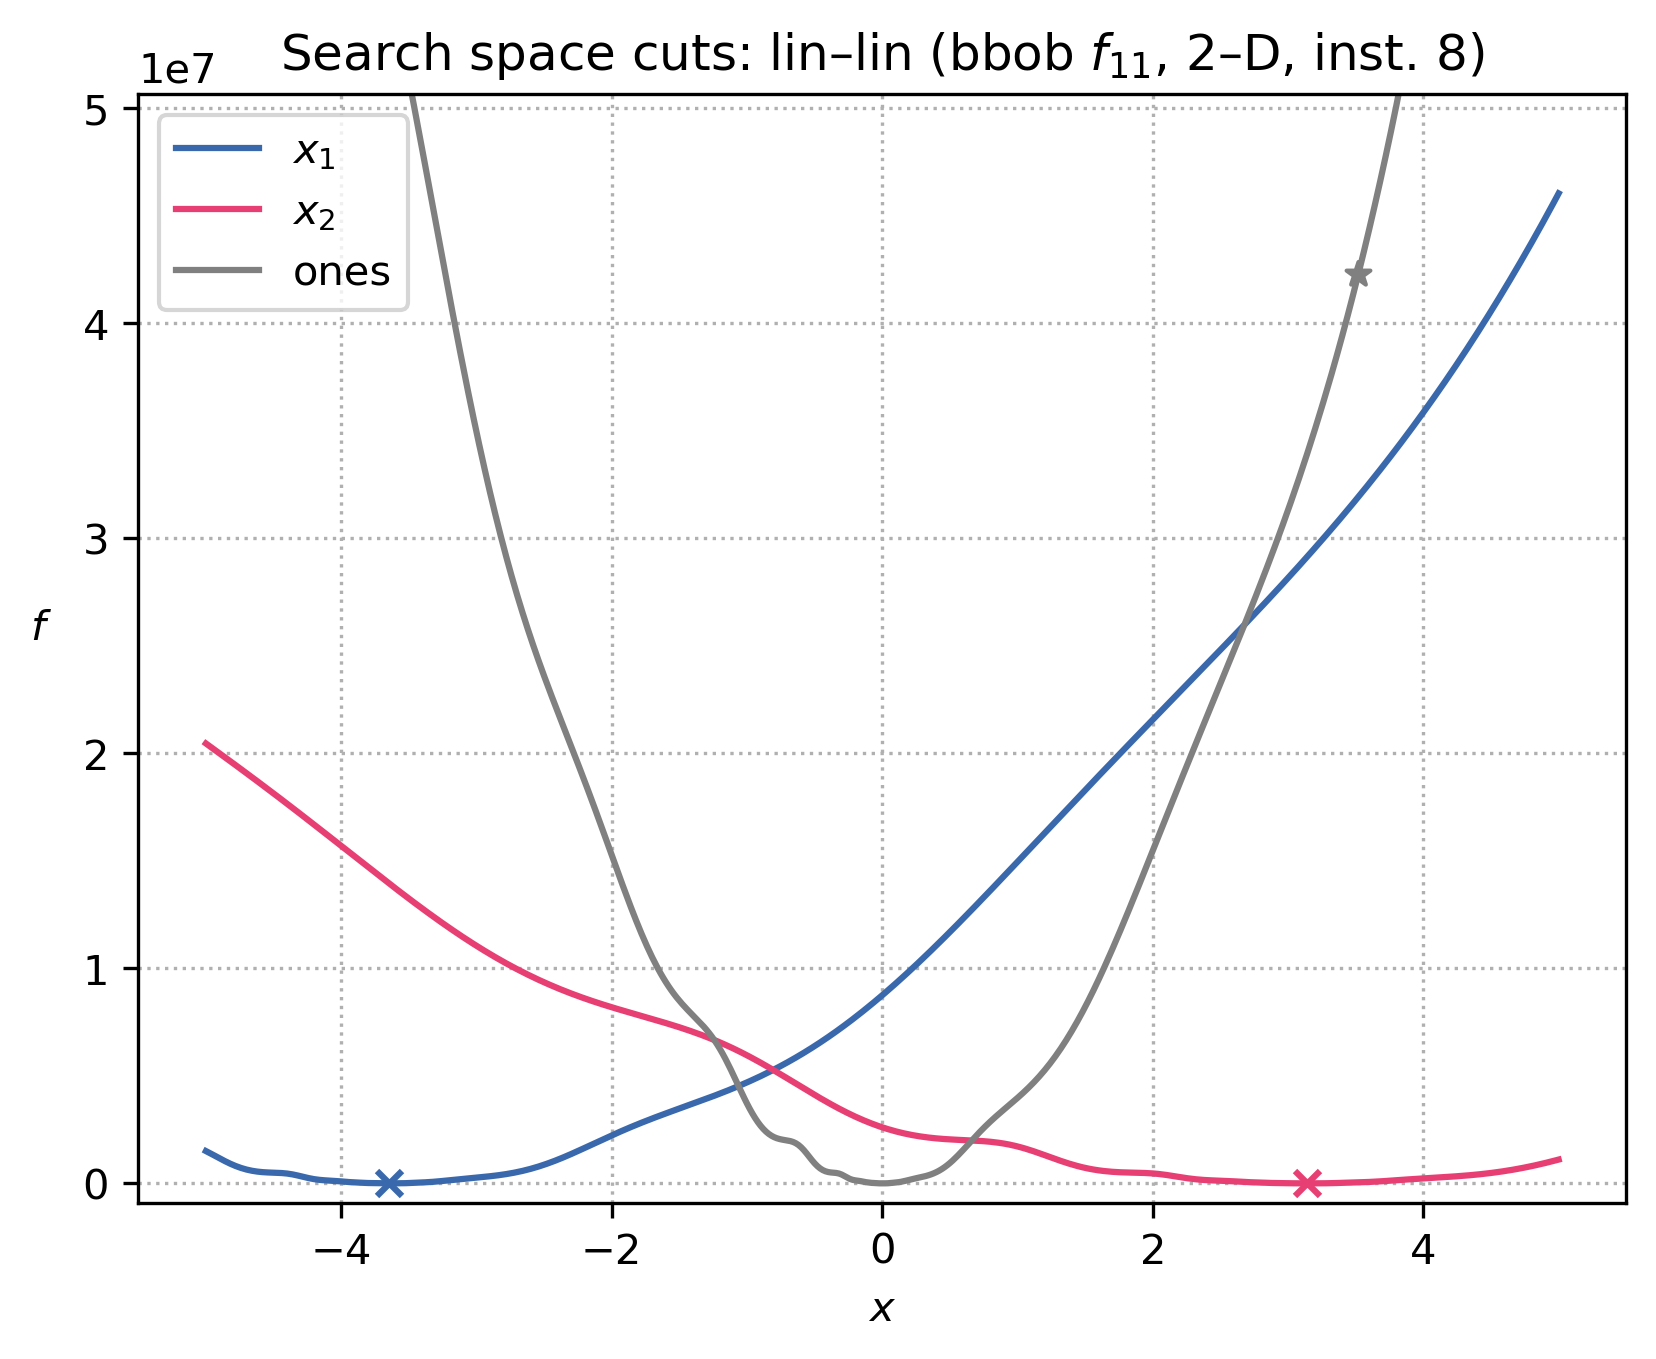 Search space cuts: lin–lin (bbob f₁₁, 2–D, inst. 8)
1e7
x₁
x₂
ones
5
4
3
2
1
0
f
−4 −2 0 2 4
x